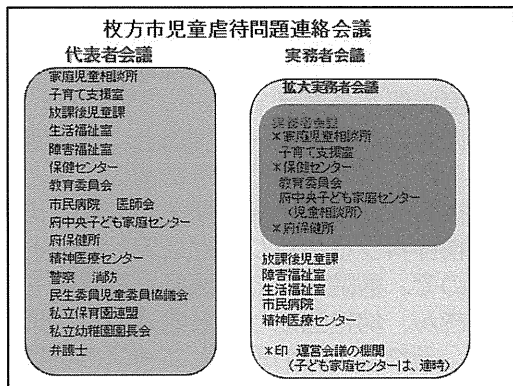 枚方市児童虐待問題連絡会議
代表者会議
家庭児童相談所
子育て支援室
放課後児童課
生活福祉室
障害福祉室
保健センター
教育委員会
市民病院 医師会
府中央子ども家庭センター
府保健所
精神医療センター
警察 消防
民生委員児童委員協議会
私立保育園連盟
私立幼稚園園長会
弁護士
実務者会議
拡大実務者会議
実務者会議
*家庭児童相談所
子育て支援室
*保健センター
教育委員会
府中央子ども家庭センター
(児童相談所)
*府保健所
放課後児童課
障害福祉室
生活福祉室
市民病院
精神医療センター
*印 運営会議の機関
(子ども家庭センターは、適時)